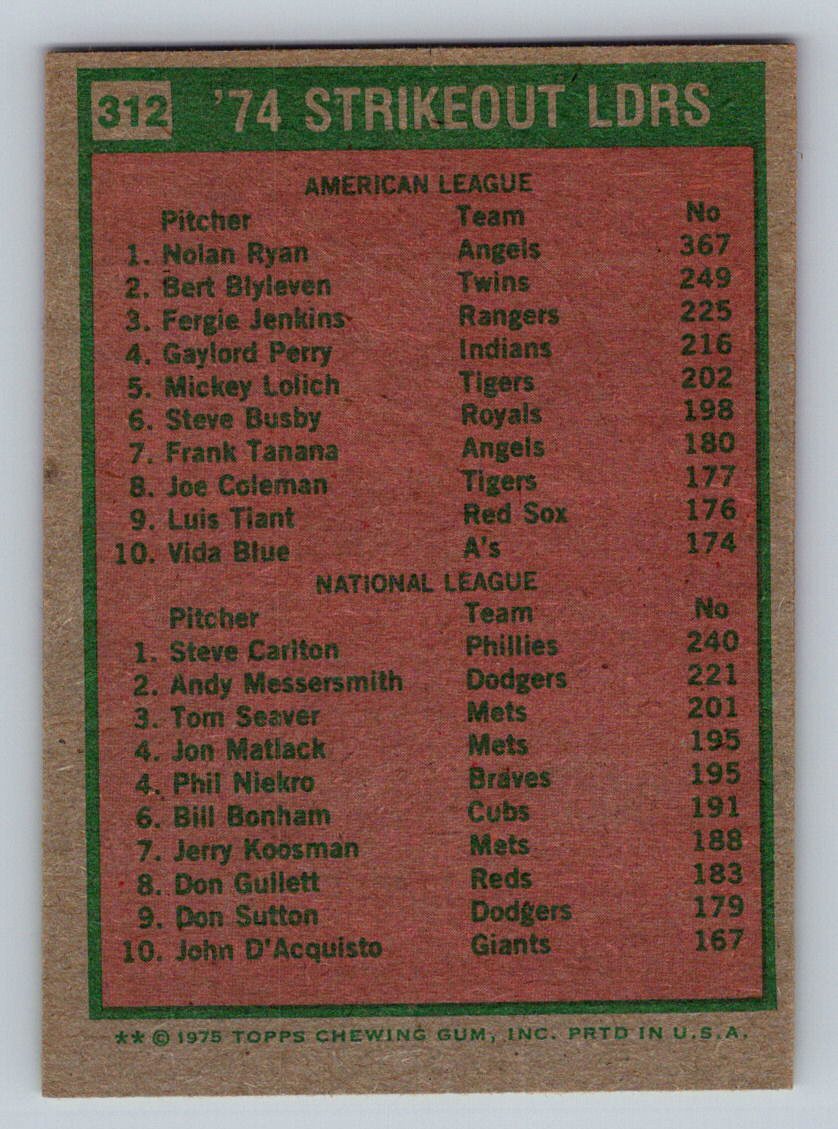 312 '74 STRIKEOUT LDRS
AMERICAN LEAGUE
Pitcher Team No
1. Nolan Ryan Angels 367
2. Bert Blyleven Twins 249
3. Fergie Jenkins Rangers 225
4. Gaylord Perry Indians 216
5. Mickey Lolich Tigers 202
6. Steve Busby Royals 198
7. Frank Tanana Angels 180
8. Joe Coleman Tigers 177
9. Luis Tiant Red Sox 176
10. Vida Blue A's 174
NATIONAL LEAGUE
Pitcher Team No
1. Steve Carlton Phillies 240
2. Andy Messersmith Dodgers 221
3. Tom Seaver Mets 201
4. Jon Matlack Mets 195
4. Phil Niekro Braves 195
6. Bill Bonham Cubs 191
7. Jerry Koosman Mets 188
8. Don Gullett Reds 183
9. Don Sutton Dodgers 179
10. John D'Acquisto Giants 167
** © 1975 TOPPS CHEWING GUM, INC. PRTD IN U.S.A.